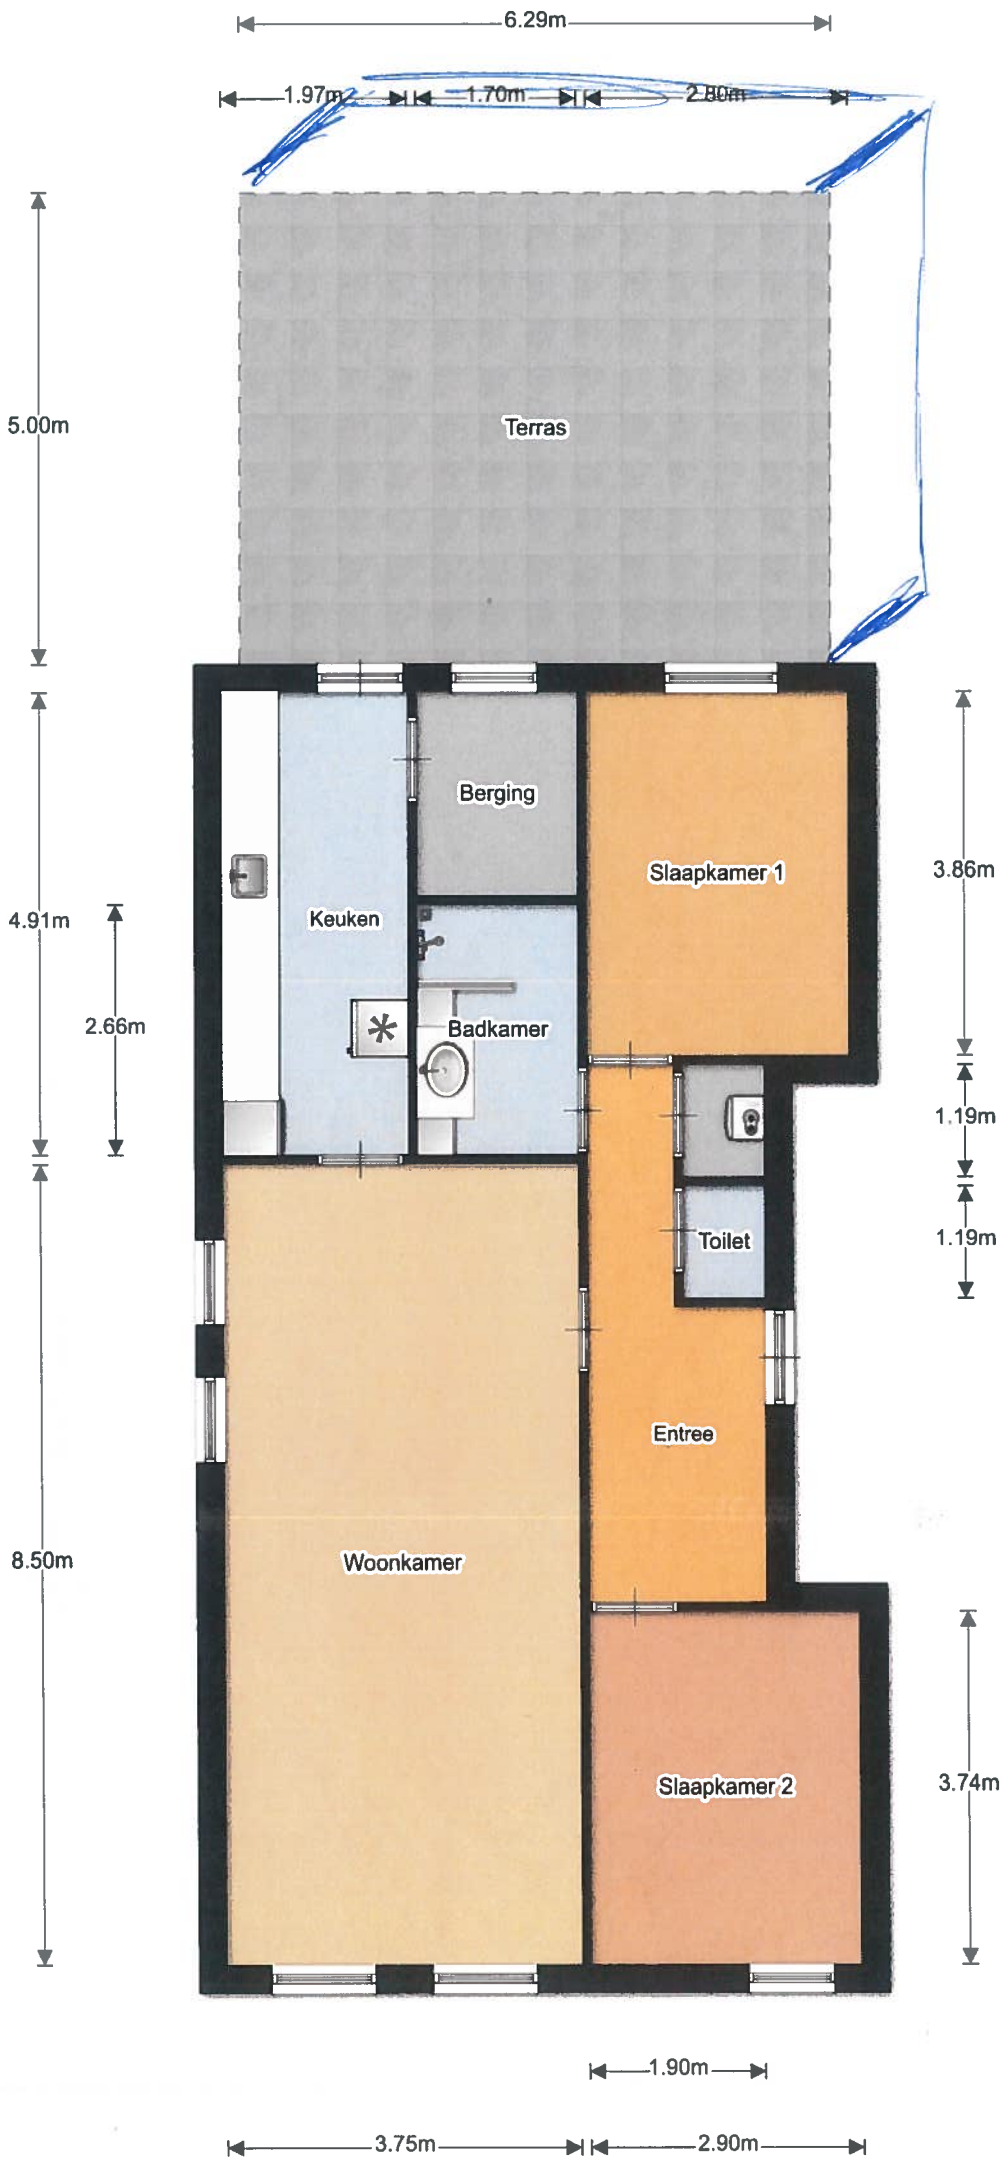 6.29m
1.97m 1.70m 2.80m
5.00m
Terras
Berging
Slaapkamer 1
3.86m
4.91m
Keuken
2.66m
Badkamer
1.19m
Toilet
1.19m
Entree
8.50m
Woonkamer
Slaapkamer 2
3.74m
1.90m
3.75m 2.90m